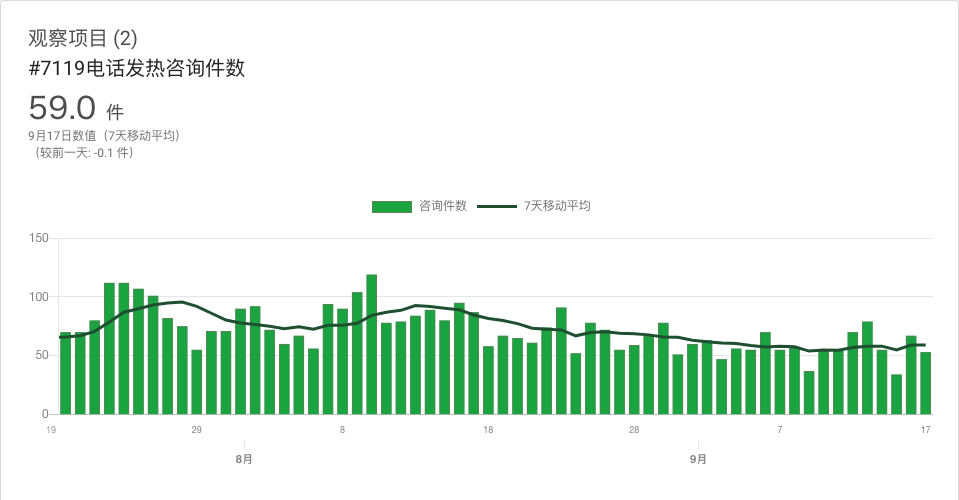 观察项目 (2)
#7119电话发热咨询件数
59.0 件
9月17日数值（7天移动平均）
（较前一天: -0.1 件）
咨询件数 7天移动平均
150
100
50
0
19 29 8 18 28 7 17
8月 9月